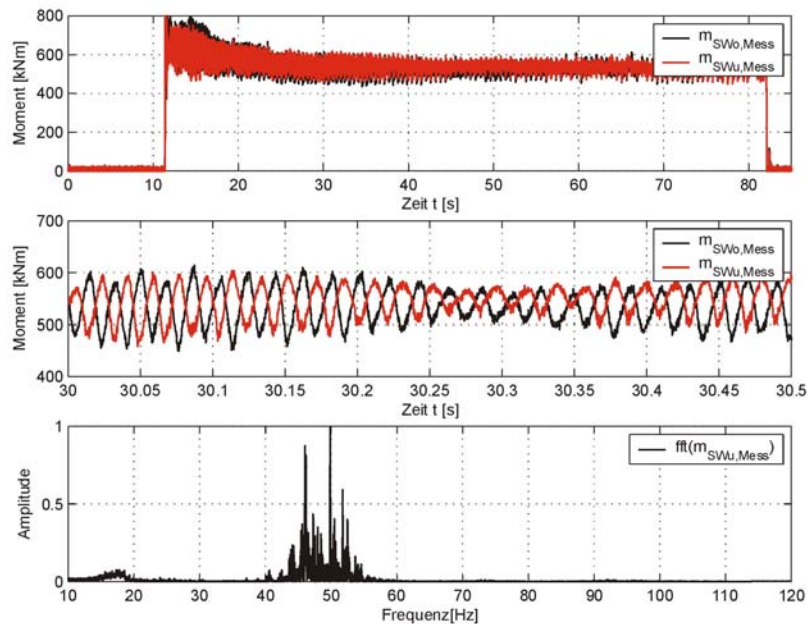 800
600
400
200
0
Moment [kNm]
m_SWo,Mess
m_SWu,Mess
0 10 20 30 40 50 60 70 80
Zeit t [s]
700
600
500
400
Moment [kNm]
m_SWo,Mess
m_SWu,Mess
30 30.05 30.1 30.15 30.2 30.25 30.3 30.35 30.4 30.45 30.5
Zeit t [s]
1
0.5
0
Amplitude
fft(m_SWu,Mess)
10 20 30 40 50 60 70 80 90 100 110 120
Frequenz[Hz]